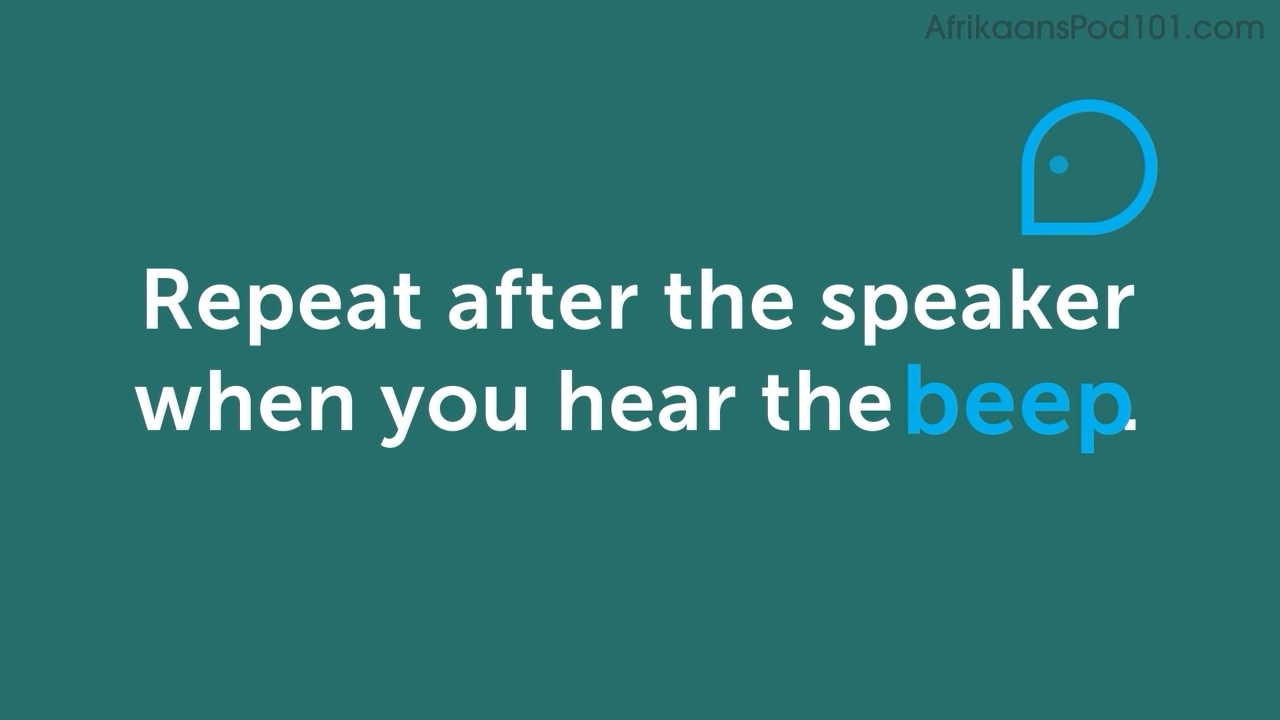 AfrikaansPod101.com
Repeat after the speaker
when you hear the beep.